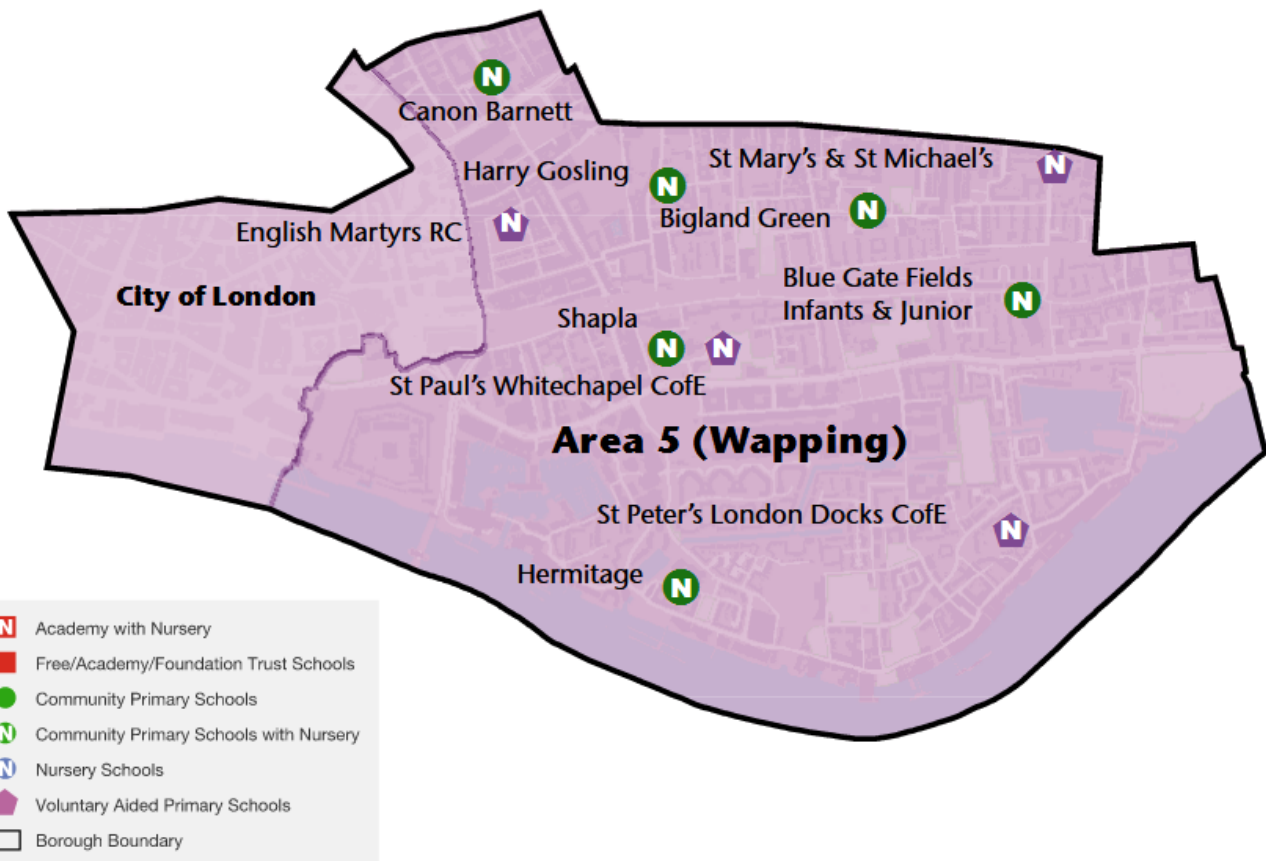 N
Canon Barnett
St Mary's & St Michael's
N
Harry Gosling
N
Bigland Green
N
English Martyrs RC
N
City of London
Blue Gate Fields
Infants & Junior
N
Shapla
N
N
St Paul's Whitechapel CofE
Area 5 (Wapping)
St Peter's London Docks CofE
N
Hermitage
N
N Academy with Nursery
Free/Academy/Foundation Trust Schools
Community Primary Schools
N Community Primary Schools with Nursery
N Nursery Schools
Voluntary Aided Primary Schools
Borough Boundary